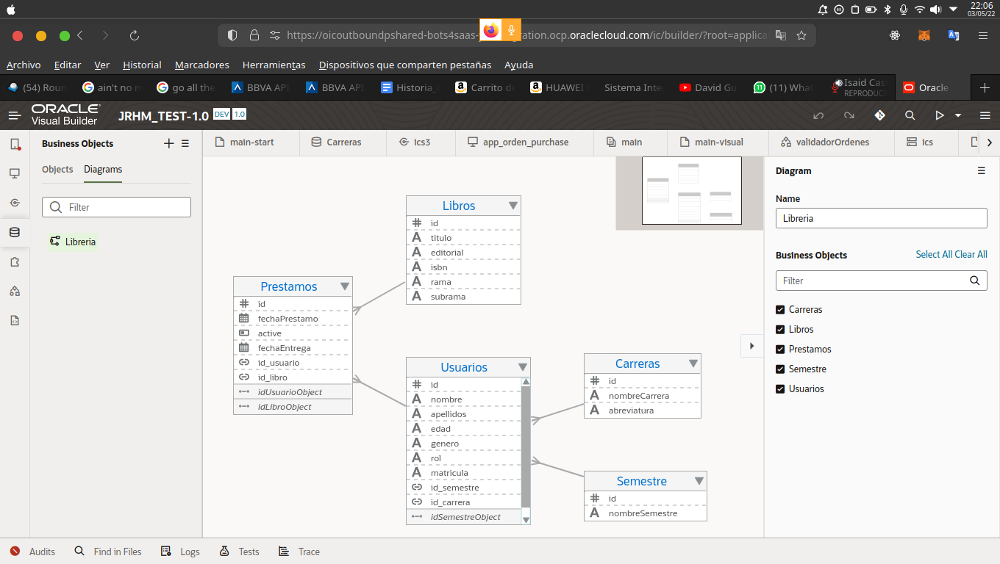 22:06
03/05/22
https://ocoutboundpshared-bots4saas-
ration.ocp.oraclecloud.com/ic/builder/?root=applica
Archivo Editar Ver Historial Marcadores Herramientas Dispositivos que comparten pestañas Ayuda
(54) Roun
ain't no m
go all the
BBVA API
BBVA API
Historia_
Carrito de
HUAWEI
Sistema Inte
David Gu
(11) What
Isaid Cas
REPRODUC
Oracle
ORACLE
Visual Builder
JRHM_TEST-1.0 DEV 1.0
Business Objects
main-start
Carreras
ics3
app_orden_purchase
main
main-visual
validadorOrdenes
ics
Objects Diagrams
Filter
Libreria
Libros
id
titulo
editorial
isbn
rama
subrama
Prestamos
id
fechaPrestamo
active
fechaEntrega
id_usuario
id_libro
idUsuarioObject
idLibroObject
Usuarios
id
nombre
apellidos
edad
genero
rol
matricula
id_semestre
id_carrera
idSemestreObject
Carreras
id
nombreCarrera
abreviatura
Semestre
id
nombreSemestre
Diagram
Name
Libreria
Business Objects Select All Clear All
Filter
Carreras
Libros
Prestamos
Semestre
Usuarios
Audits Find in Files Logs Tests Trace